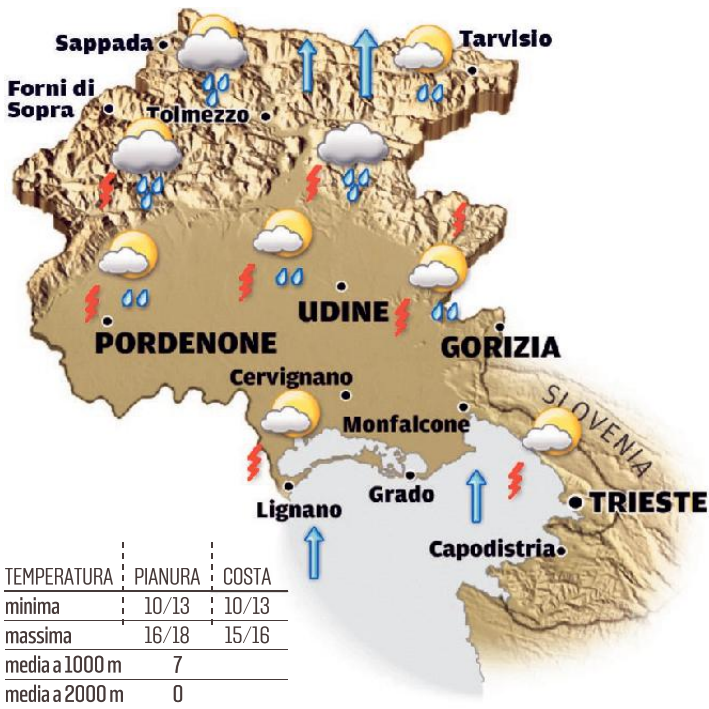 Sappada
Tarvisio
Forni di
Sopra
Tolmezzo
UDINE
PORDENONE
GORIZIA
Cervignano
SLOVENIA
Monfalcone
Grado
Lignano
TRIESTE
Capodistria
TEMPERATURA PIANURA COSTA
minima 10/13 10/13
massima 16/18 15/16
media a 1000 m 7
media a 2000 m 0